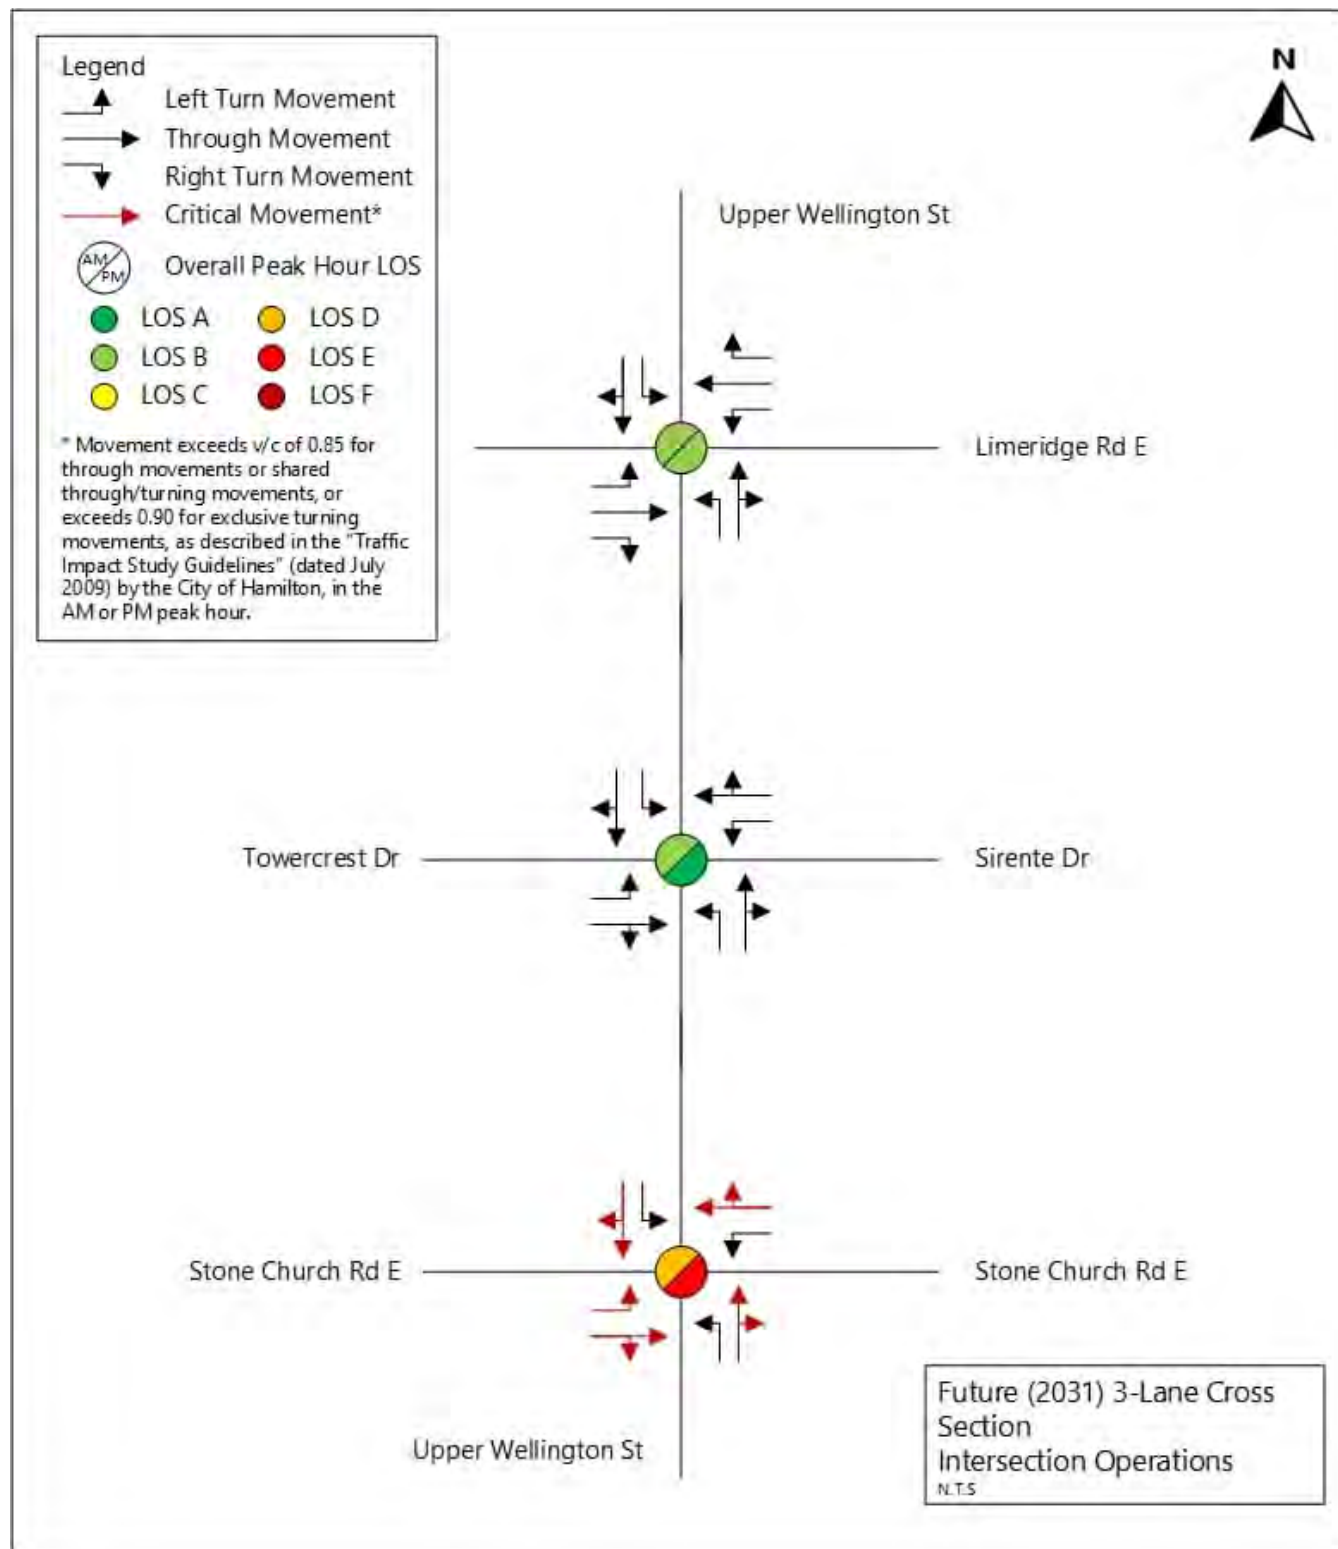 Legend
Left Turn Movement
Through Movement
Right Turn Movement
Critical Movement*
AM
PM
Overall Peak Hour LOS
LOS A
LOS D
LOS B
LOS E
LOS C
LOS F
* Movement exceeds v/c of 0.85 for
through movements or shared
through/turning movements, or
exceeds 0.90 for exclusive turning
movements, as described in the "Traffic
Impact Study Guidelines" (dated July
2009) by the City of Hamilton, in the
AM or PM peak hour.
N
Upper Wellington St
Limeridge Rd E
Towercrest Dr
Sirente Dr
Stone Church Rd E
Stone Church Rd E
Upper Wellington St
Future (2031) 3-Lane Cross
Section
Intersection Operations
N.T.S